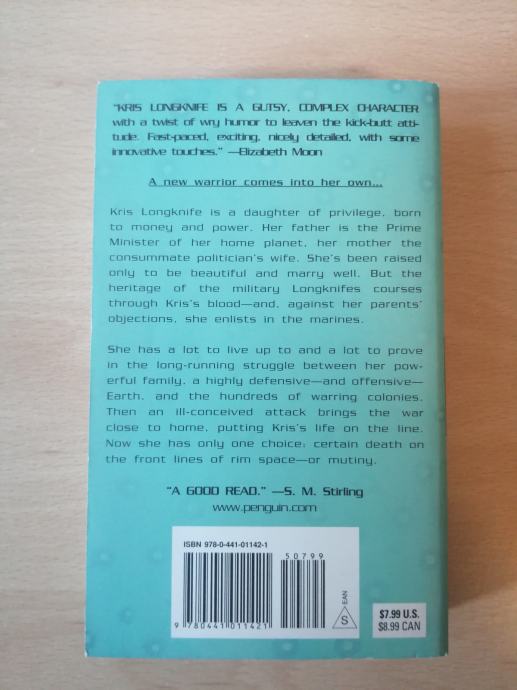 "KRIS LONGKNIFE IS A GUTSY, COMPLEX CHARACTER
with a twist of wry humor to leaven the kick-butt atti-
tude. Fast-paced, exciting, nicely detailed, with some
innovative touches." —Elizabeth Moon
A new warrior comes into her own...
Kris Longknife is a daughter of privilege, born
to money and power. Her father is the Prime
Minister of her home planet, her mother the
consummate politician's wife. She's been raised
only to be beautiful and marry well. But the
heritage of the military Longknifes courses
through Kris's blood—and, against her parents'
objections, she enlists in the marines.
She has a lot to live up to and a lot to prove
in the long-running struggle between her pow-
erful family, a highly defensive—and offensive—
Earth, and the hundreds of warring colonies.
Then an ill-conceived attack brings the war
close to home, putting Kris's life on the line.
Now she has only one choice: certain death on
the front lines of rim space—or mutiny.
"A GOOD READ." —S. M. Stirling
www.penguin.com
ISBN 978-0-441-01142-1
50799
9 780441 011421
EAN
S
$7.99 U.S.
$8.99 CAN